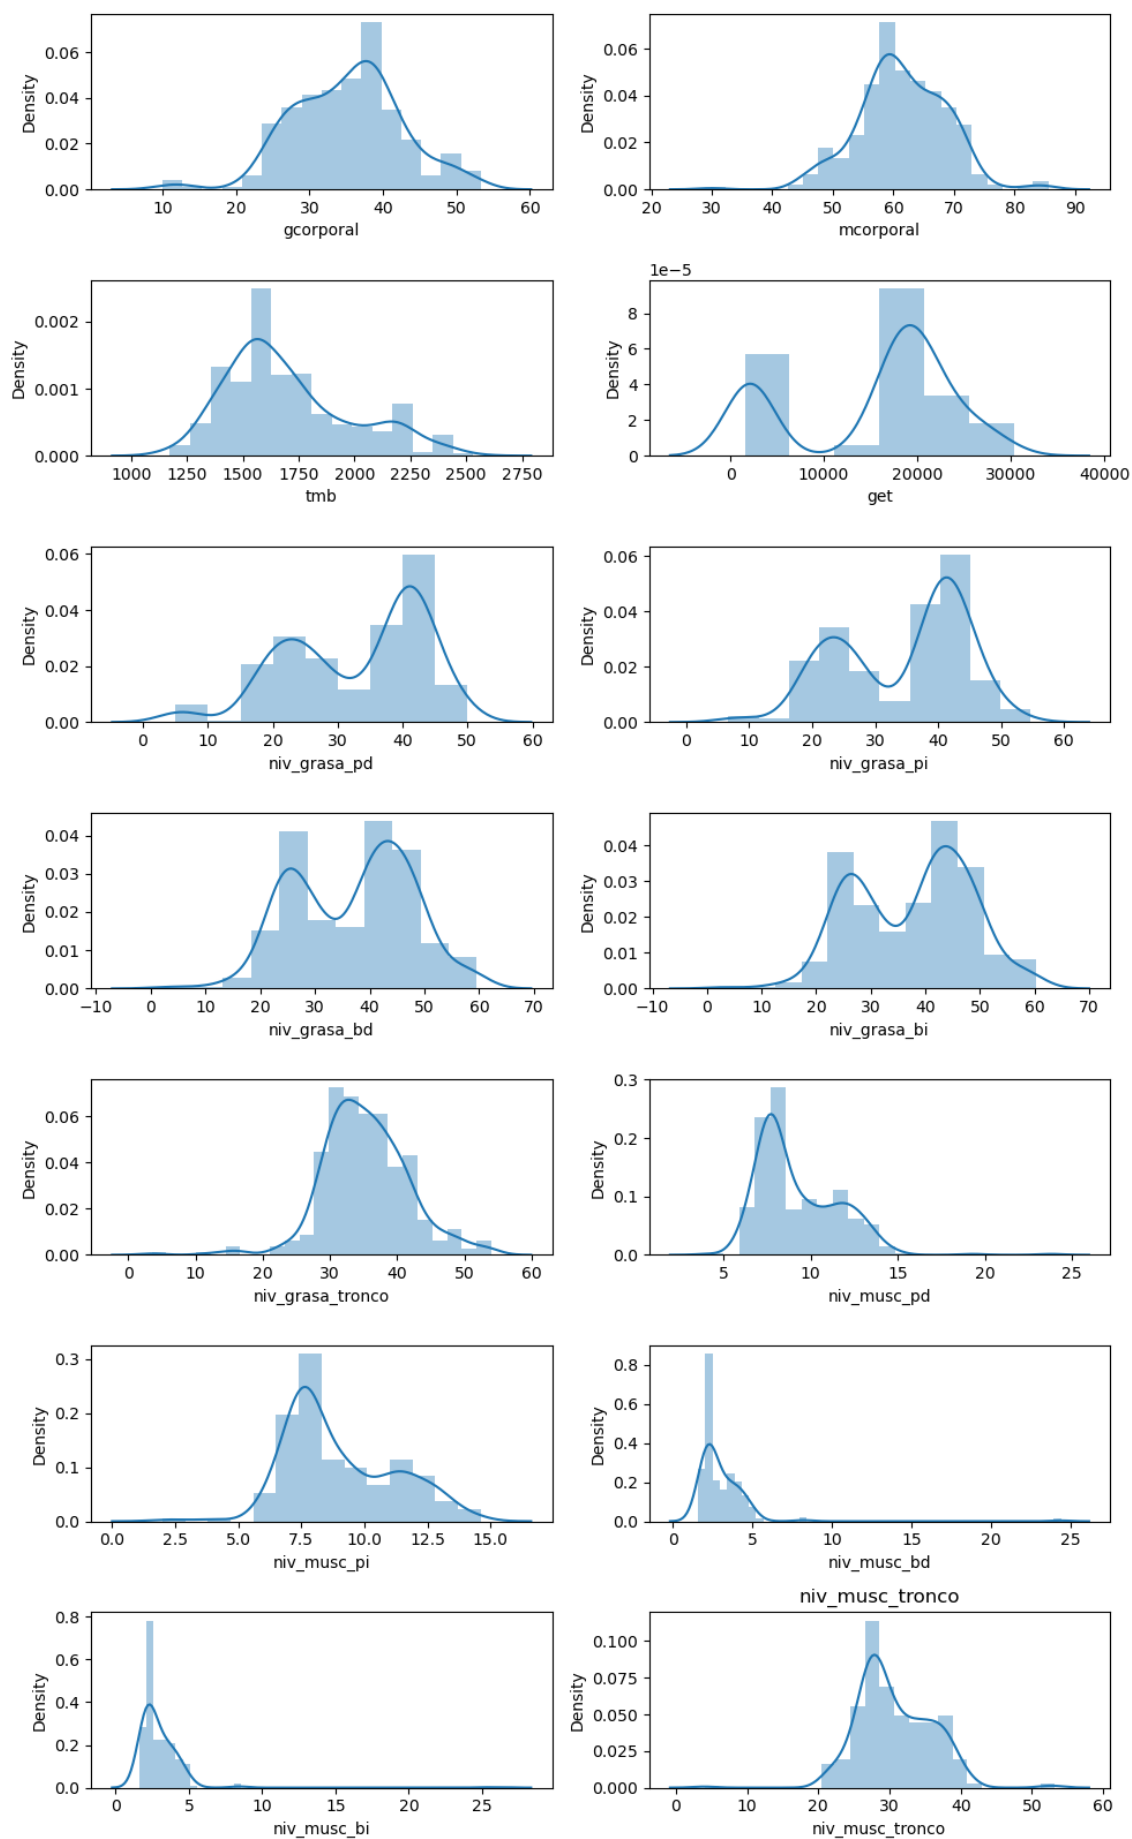 0.06
0.04
0.02
0.00
Density
10 20 30 40 50 60
gcorporal
0.06
0.04
0.02
0.00
Density
20 30 40 50 60 70 80 90
mcorporal
0.002
0.001
0.000
Density
1000 1250 1500 1750 2000 2250 2500 2750
tmb
1e−5
8
6
4
2
0
Density
0 10000 20000 30000 40000
get
0.06
0.04
0.02
0.00
Density
0 10 20 30 40 50 60
niv_grasa_pd
0.06
0.04
0.02
0.00
Density
0 10 20 30 40 50 60
niv_grasa_pi
0.04
0.03
0.02
0.01
0.00
Density
−10 0 10 20 30 40 50 60 70
niv_grasa_bd
0.04
0.03
0.02
0.01
0.00
Density
−10 0 10 20 30 40 50 60 70
niv_grasa_bi
0.06
0.04
0.02
0.00
Density
0 10 20 30 40 50 60
niv_grasa_tronco
0.3
0.2
0.1
0.0
Density
5 10 15 20 25
niv_musc_pd
0.3
0.2
0.1
0.0
Density
0.0 2.5 5.0 7.5 10.0 12.5 15.0
niv_musc_pi
0.8
0.6
0.4
0.2
0.0
Density
0 5 10 15 20 25
niv_musc_bd
0.8
0.6
0.4
0.2
0.0
Density
0 5 10 15 20 25
niv_musc_bi
niv_musc_tronco
0.100
0.075
0.050
0.025
0.000
Density
0 10 20 30 40 50 60
niv_musc_tronco